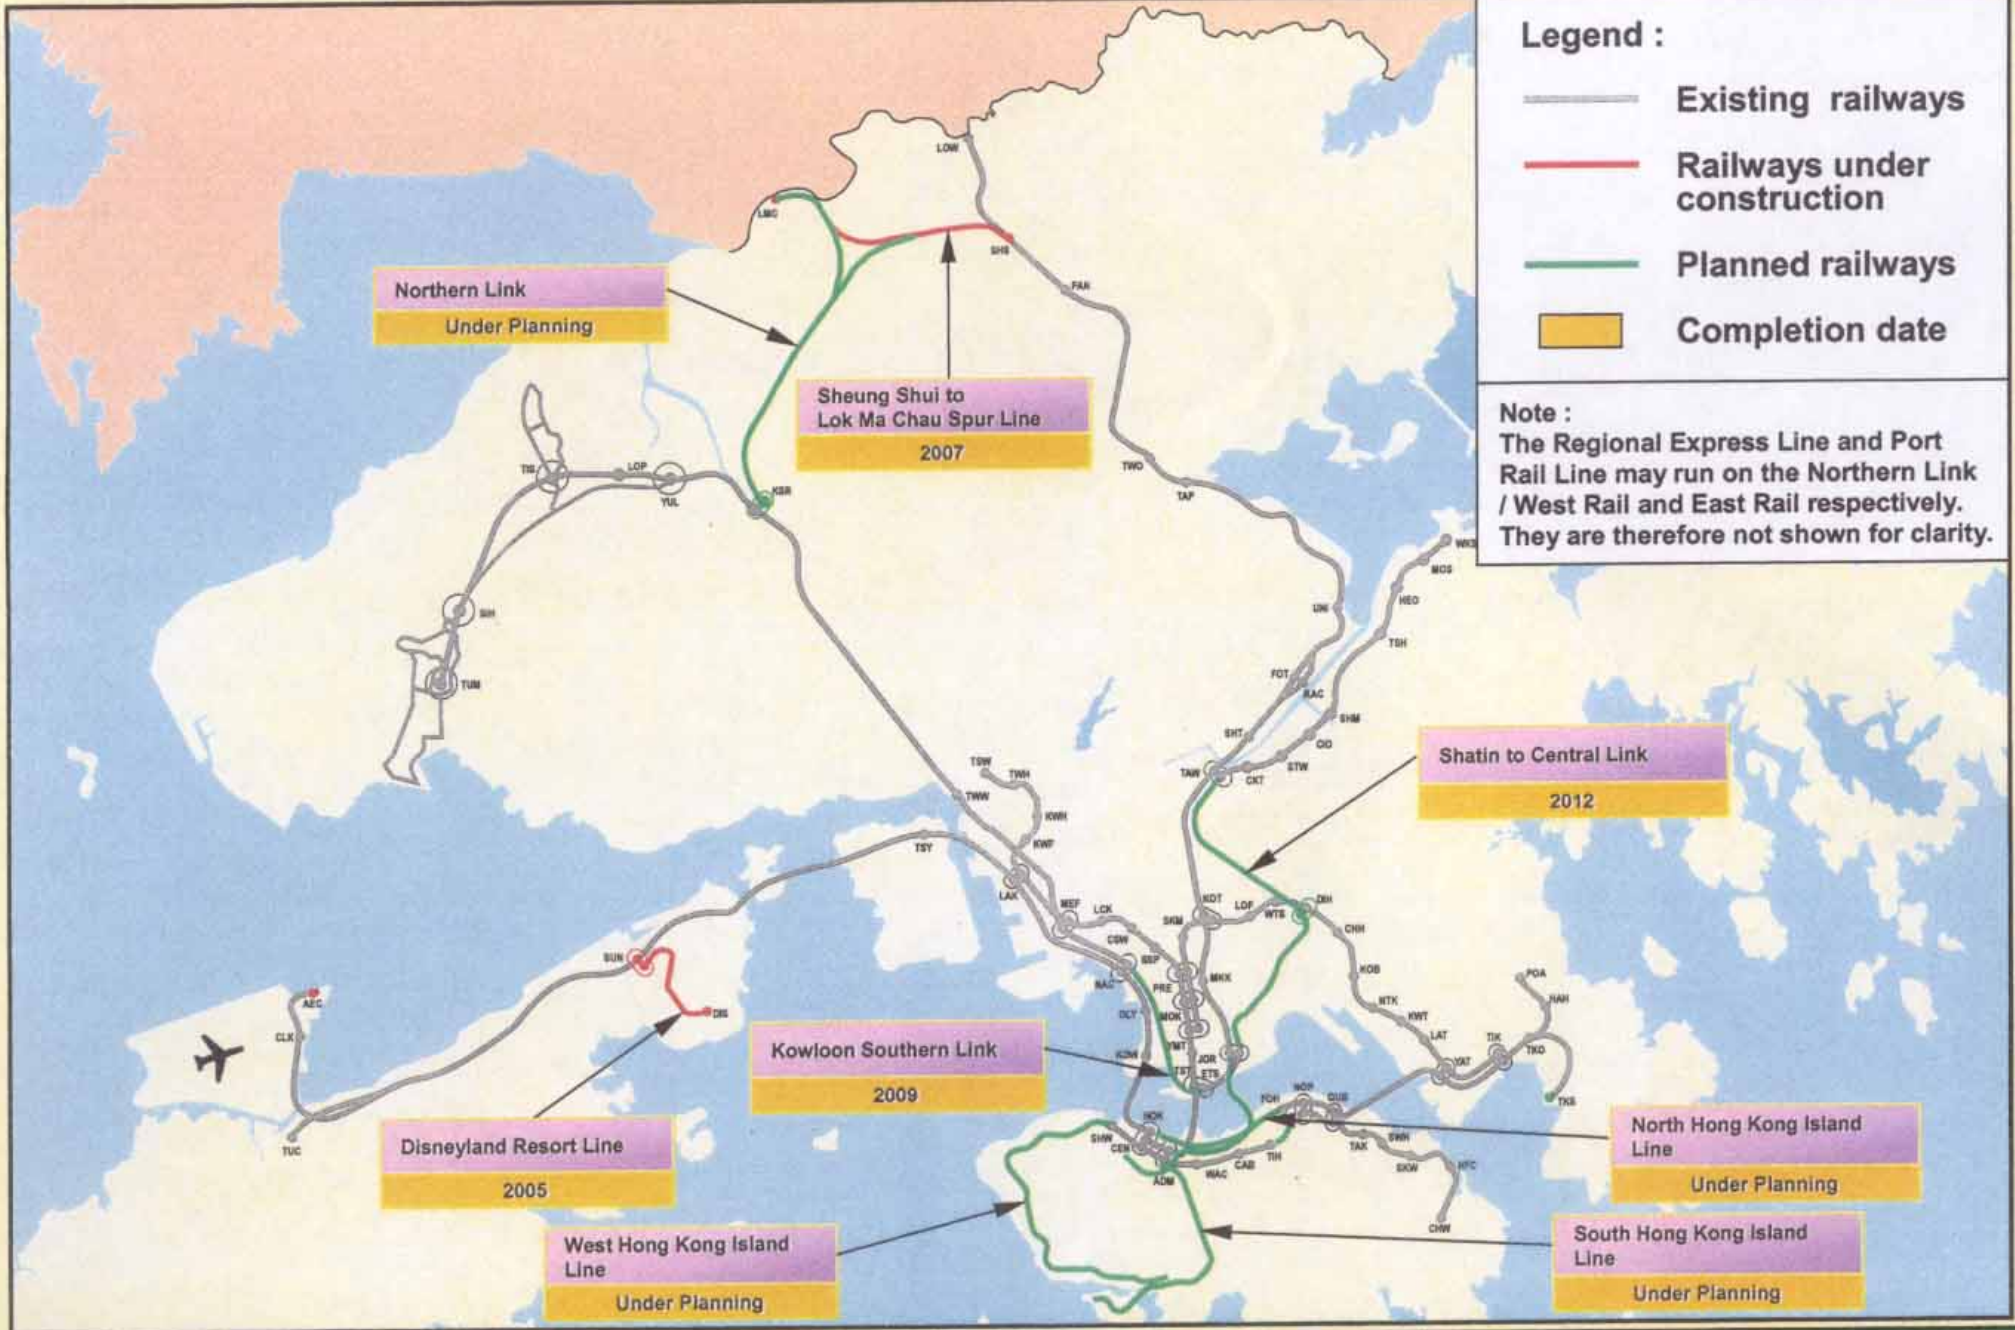 Legend :
Existing railways
Railways under
construction
Planned railways
Completion date
Note :
The Regional Express Line and Port
Rail Line may run on the Northern Link
/ West Rail and East Rail respectively.
They are therefore not shown for clarity.
Northern Link
Under Planning
Sheung Shui to
Lok Ma Chau Spur Line
2007
Shatin to Central Link
2012
Kowloon Southern Link
2009
Disneyland Resort Line
2005
West Hong Kong Island
Line
Under Planning
North Hong Kong Island
Line
Under Planning
South Hong Kong Island
Line
Under Planning
LOW
LMC
SHS
FAN
TWO
TAP
TIS
LOP
YUL
KSR
SIH
TUM
WKS
MOS
HEO
TSH
UNI
FOT
RAC
SHM
CIO
STW
CKT
SHT
TAW
TSW
TWH
TWW
KWH
KWF
TSY
LAK
MEF
LCK
CSW
SSP
NAC
PRE
MKK
MOK
OLY
YMT
JOR
TST
ETS
KOT
SKM
LOF
WTS
DIH
CHH
KOB
NTK
KWT
LAT
YAT
TIK
TKO
HAH
POA
TKS
SUN
DIS
AEC
CLK
TUC
HOK
SHW
CEN
ADM
WAC
CAB
TIH
FOH
NOP
QUB
TAK
SWH
SKW
HFC
CHW